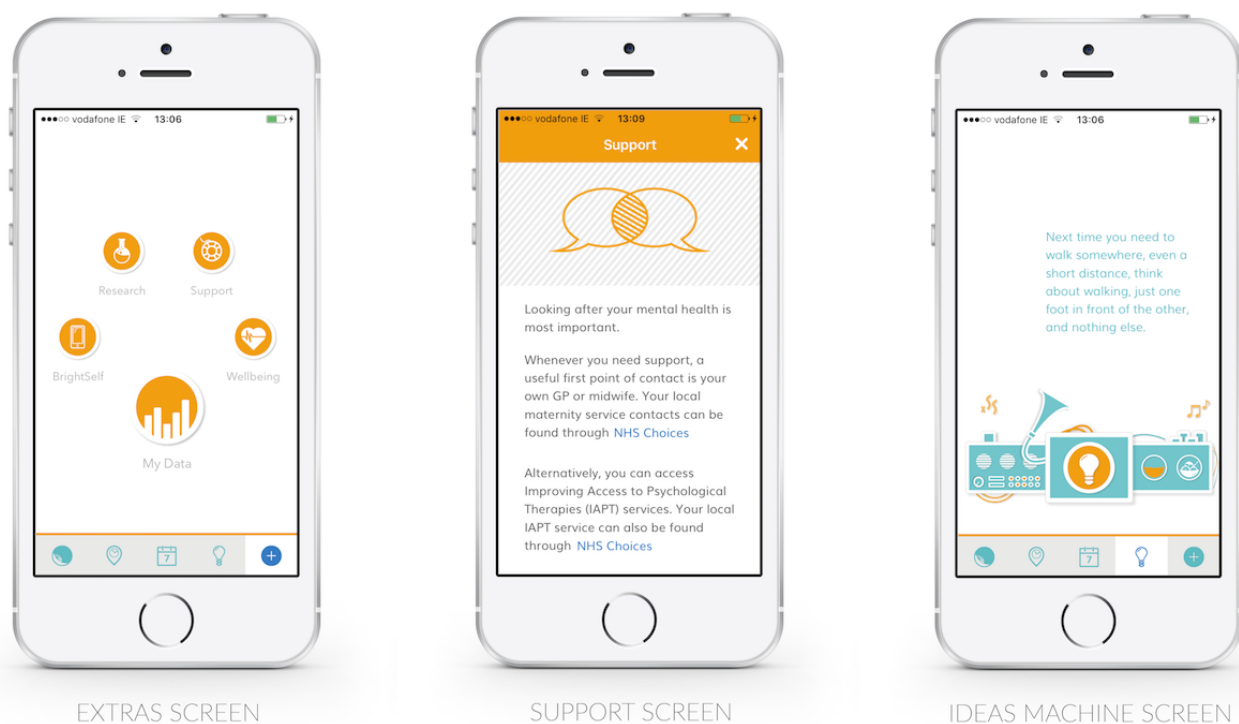 vodafone IE 13:06
Research
Support
BrightSelf
Wellbeing
My Data
7
EXTRAS SCREEN
vodafone IE 13:09
Support
Looking after your mental health is
most important.
Whenever you need support, a
useful first point of contact is your
own GP or midwife. Your local
maternity service contacts can be
found through NHS Choices
Alternatively, you can access
Improving Access to Psychological
Therapies (IAPT) services. Your local
IAPT service can also be found
through NHS Choices
SUPPORT SCREEN
vodafone IE 13:06
Next time you need to
walk somewhere, even a
short distance, think
about walking, just one
foot in front of the other,
and nothing else.
7
IDEAS MACHINE SCREEN